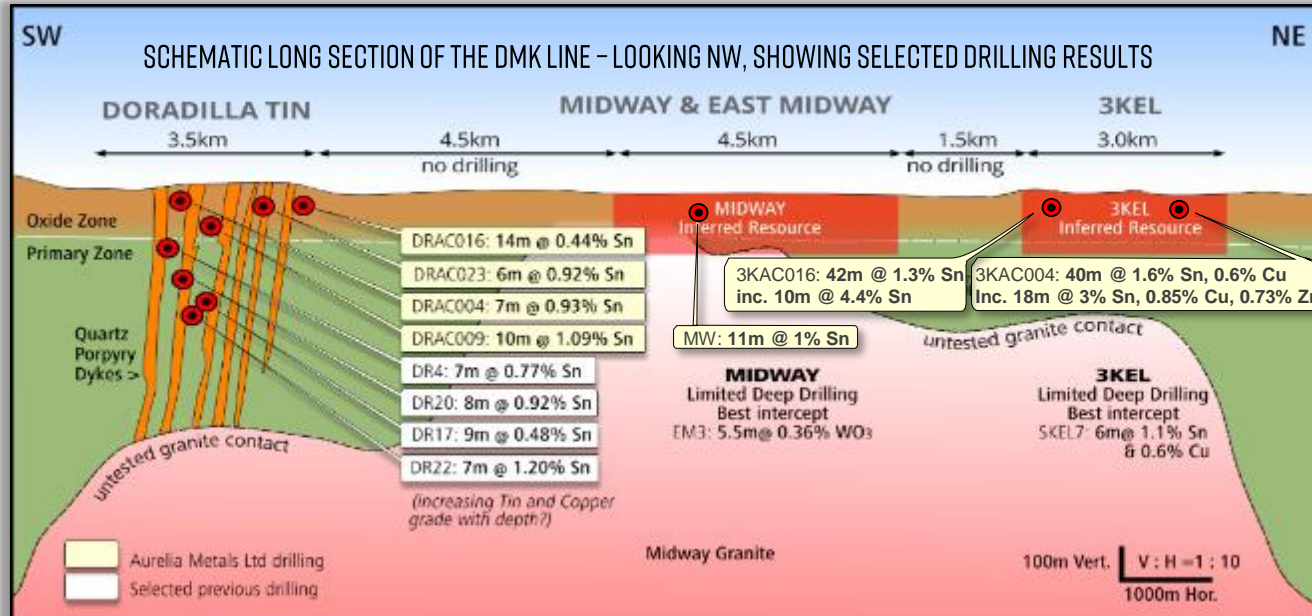 SW
NE
SCHEMATIC LONG SECTION OF THE DMK LINE – LOOKING NW, SHOWING SELECTED DRILLING RESULTS
DORADILLA TIN
MIDWAY & EAST MIDWAY
3KEL
3.5km
4.5km
4.5km
1.5km
3.0km
no drilling
no drilling
Oxide Zone
Primary Zone
Quartz
Porpyry
Dykes >
MIDWAY
Inferred Resource
3KEL
Inferred Resource
DRAC016: 14m @ 0.44% Sn
DRAC023: 6m @ 0.92% Sn
DRAC004: 7m @ 0.93% Sn
DRAC009: 10m @ 1.09% Sn
DR4: 7m @ 0.77% Sn
DR20: 8m @ 0.92% Sn
DR17: 9m @ 0.48% Sn
DR22: 7m @ 1.20% Sn
(increasing Tin and Copper
grade with depth?)
3KAC016: 42m @ 1.3% Sn
inc. 10m @ 4.4% Sn
3KAC004: 40m @ 1.6% Sn, 0.6% Cu
Inc. 18m @ 3% Sn, 0.85% Cu, 0.73% Zn
MW: 11m @ 1% Sn
untested granite contact
untested granite contact
MIDWAY
Limited Deep Drilling
Best intercept
EM3: 5.5m@ 0.36% WO3
3KEL
Limited Deep Drilling
Best intercept
SKEL7: 6m@ 1.1% Sn
& 0.6% Cu
Midway Granite
Aurelia Metals Ltd drilling
Selected previous drilling
100m Vert.
V : H =1 : 10
1000m Hor.